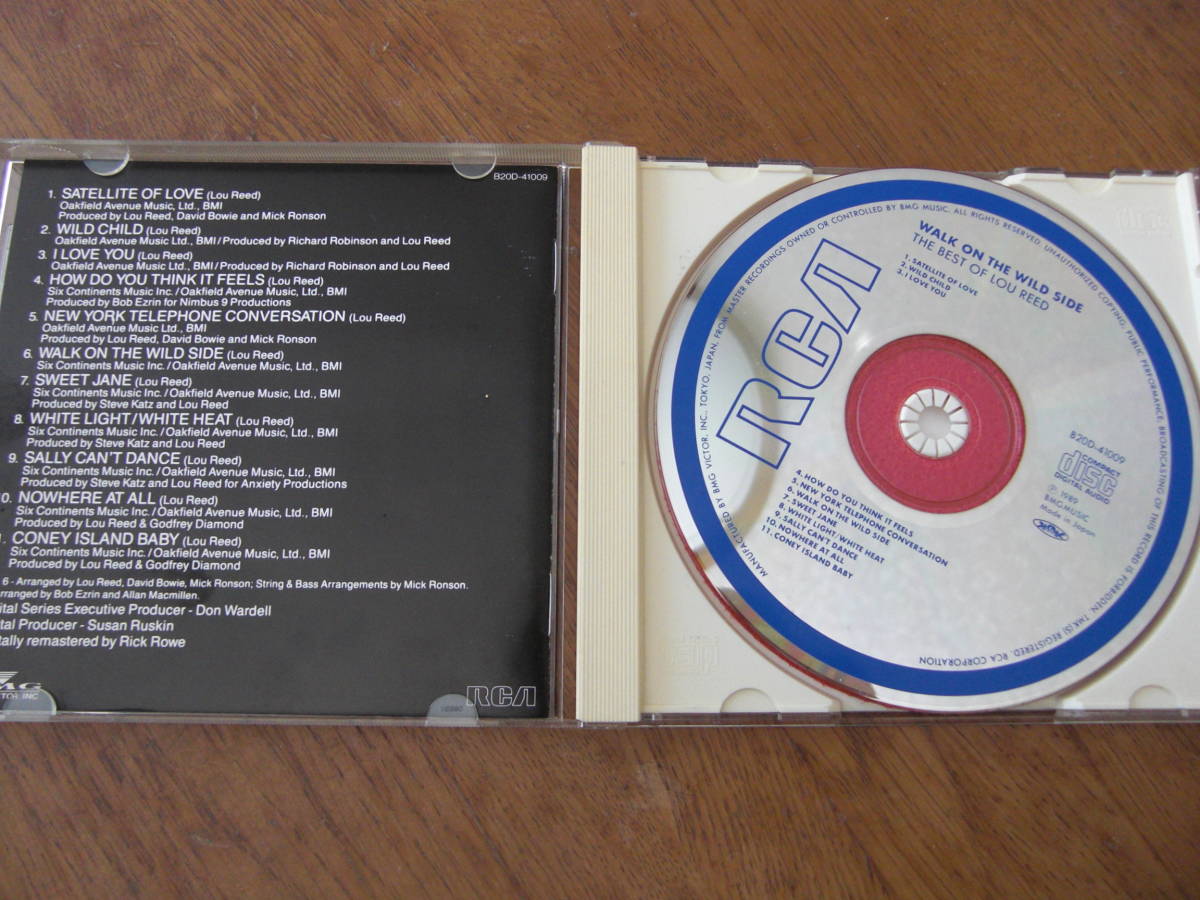 B20D-41009
1. SATELLITE OF LOVE (Lou Reed)
Oakfield Avenue Music, Ltd., BMI
Produced by Lou Reed, David Bowie and Mick Ronson
2. WILD CHILD (Lou Reed)
Oakfield Avenue Music Ltd., BMI/Produced by Richard Robinson and Lou Reed
3. I LOVE YOU (Lou Reed)
Oakfield Avenue Music Ltd., BMI/Produced by Richard Robinson and Lou Reed
4. HOW DO YOU THINK IT FEELS (Lou Reed)
Six Continents Music Inc./Oakfield Avenue Music, Ltd., BMI
Produced by Bob Ezrin for Nimbus 9 Productions
5. NEW YORK TELEPHONE CONVERSATION (Lou Reed)
Oakfield Avenue Music Ltd., BMI
Produced by Lou Reed, David Bowie and Mick Ronson
6. WALK ON THE WILD SIDE (Lou Reed)
Six Continents Music Inc./Oakfield Avenue Music, Ltd., BMI
7. SWEET JANE (Lou Reed)
Six Continents Music Inc./Oakfield Avenue Music, Ltd., BMI
Produced by Steve Katz and Lou Reed
8. WHITE LIGHT/WHITE HEAT (Lou Reed)
Six Continents Music Inc./Oakfield Avenue Music, Ltd., BMI
Produced by Steve Katz and Lou Reed
9. SALLY CAN'T DANCE (Lou Reed)
Six Continents Music Inc./Oakfield Avenue Music, Ltd., BMI
Produced by Steve Katz and Lou Reed for Anxiety Productions
0. NOWHERE AT ALL (Lou Reed)
Six Continents Music Inc./Oakfield Avenue Music, Ltd., BMI
Produced by Lou Reed & Godfrey Diamond
. CONEY ISLAND BABY (Lou Reed)
Six Continents Music Inc./Oakfield Avenue Music, Ltd., BMI
Produced by Lou Reed & Godfrey Diamond
6 - Arranged by Lou Reed, David Bowie, Mick Ronson; String & Bass Arrangements by Mick Ronson.
arranged by Bob Ezrin and Allan Macmillen.
ital Series Executive Producer - Don Wardell
tal Producer - Susan Ruskin
tally remastered by Rick Rowe
MG
CTOR, INC
RCA
WALK ON THE WILD SIDE
THE BEST OF LOU REED
1. SATELLITE OF LOVE
2. WILD CHILD
3. I LOVE YOU
RCA
B20D-41009
COMPACT
disc
DIGITAL AUDIO
Ⓟ 1989
BMG MUSIC
Made in Japan
4. HOW DO YOU THINK IT FEELS
5. NEW YORK TELEPHONE CONVERSATION
6. WALK ON THE WILD SIDE
7. SWEET JANE
8. WHITE LIGHT/WHITE HEAT
9. SALLY CAN'T DANCE
10. NOWHERE AT ALL
11. CONEY ISLAND BABY
MANUFACTURED BY BMG VICTOR, INC., TOKYO, JAPAN, FROM MASTER RECORDINGS OWNED OR CONTROLLED BY BMG MUSIC. ALL RIGHTS RESERVED, UNAUTHORIZED COPYING, PUBLIC PERFORMANCE, BROADCASTING OF THIS RECORD IS FORBIDDEN, TMK(S) REGISTERED, RCA CORPORATION